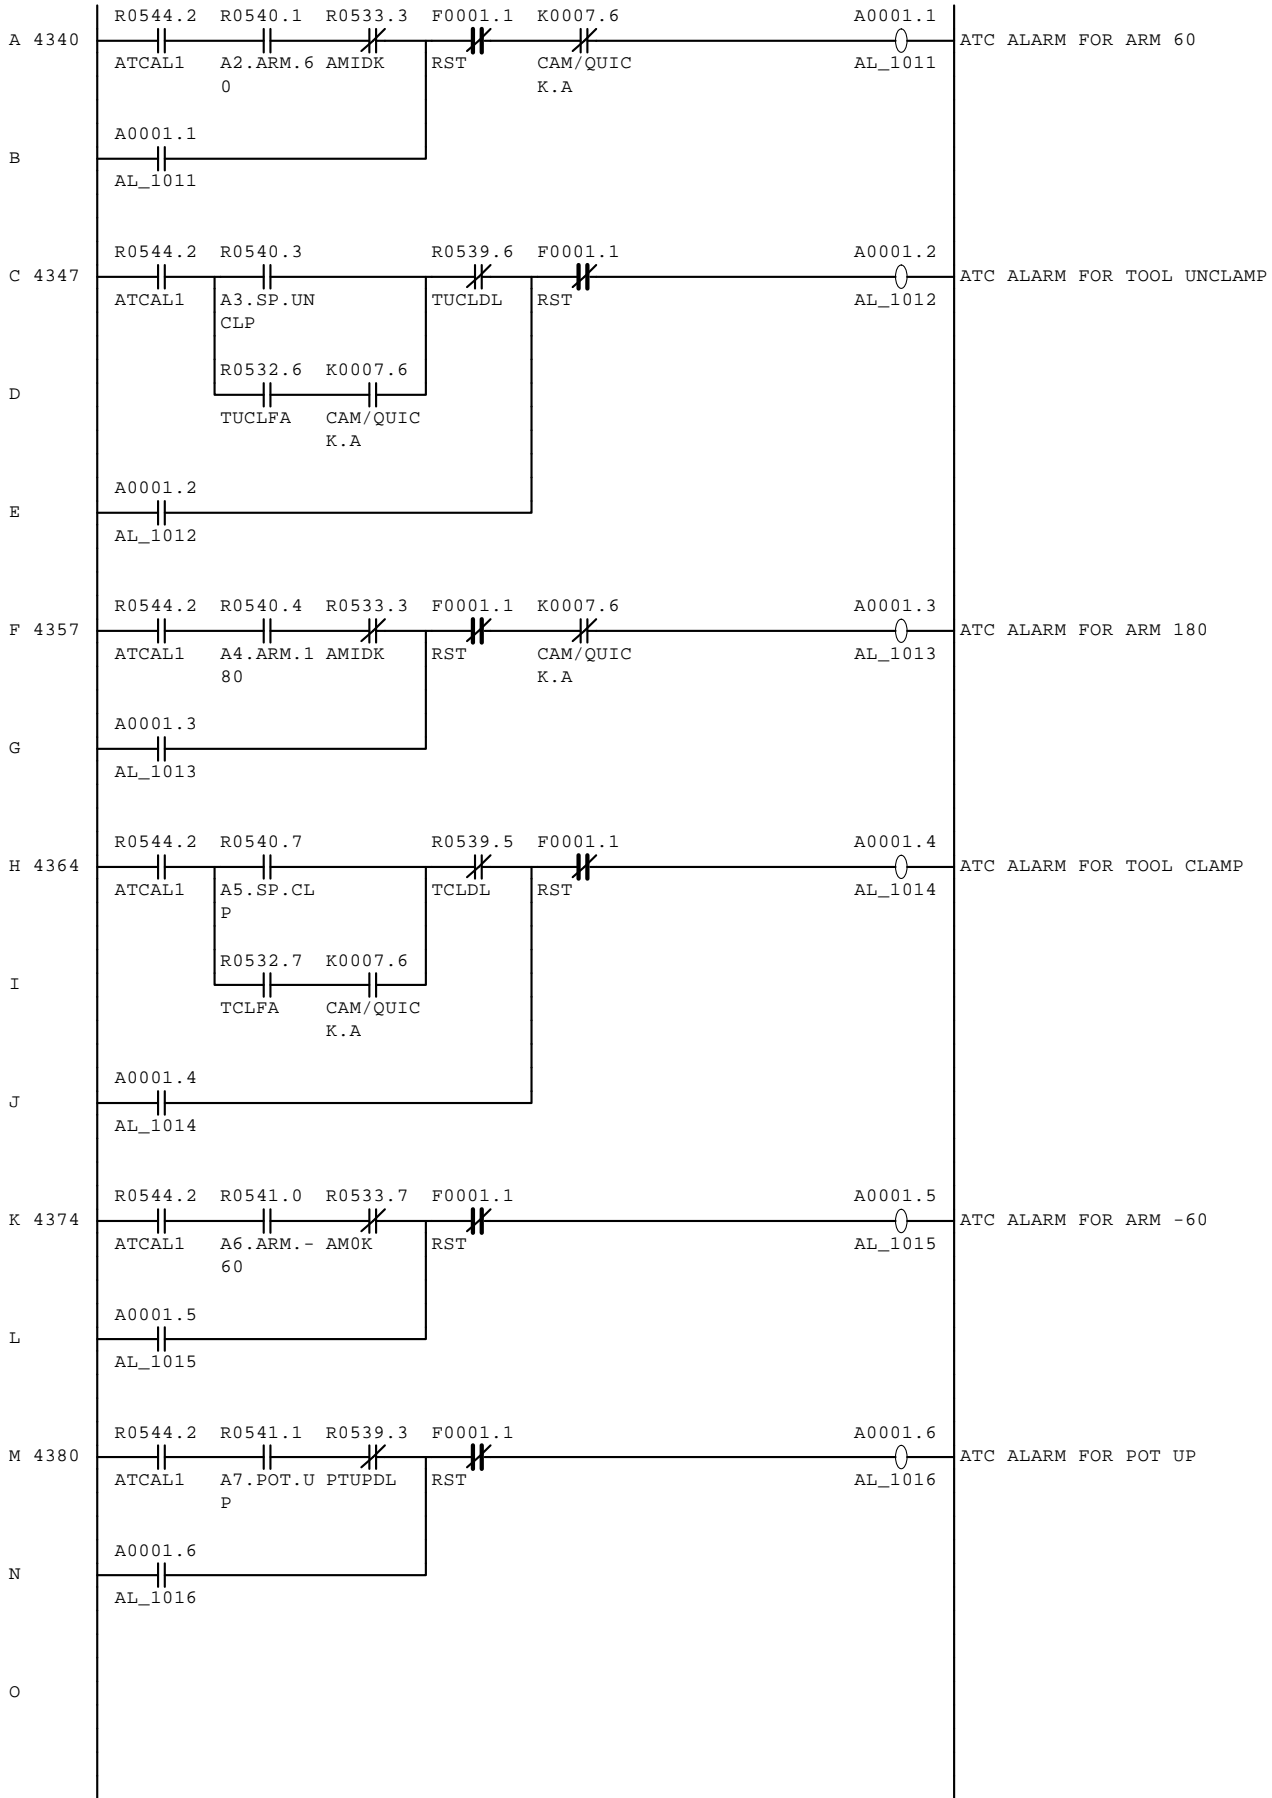 R0544.2 R0540.1 R0533.3 F0001.1 K0007.6 A0001.1
A 4340 ATC ALARM FOR ARM 60
ATCAL1 A2.ARM.6 AMIDK RST CAM/QUIC AL_1011
0 K.A
A0001.1
B
AL_1011
R0544.2 R0540.3 R0539.6 F0001.1 A0001.2
C 4347 ATC ALARM FOR TOOL UNCLAMP
ATCAL1 A3.SP.UN TUCLDL RST AL_1012
CLP
R0532.6 K0007.6
D
TUCLFA CAM/QUIC
K.A
A0001.2
E
AL_1012
R0544.2 R0540.4 R0533.3 F0001.1 K0007.6 A0001.3
F 4357 ATC ALARM FOR ARM 180
ATCAL1 A4.ARM.1 AMIDK RST CAM/QUIC AL_1013
80 K.A
A0001.3
G
AL_1013
R0544.2 R0540.7 R0539.5 F0001.1 A0001.4
H 4364 ATC ALARM FOR TOOL CLAMP
ATCAL1 A5.SP.CL TCLDL RST AL_1014
P
R0532.7 K0007.6
I
TCLFA CAM/QUIC
K.A
A0001.4
J
AL_1014
R0544.2 R0541.0 R0533.7 F0001.1 A0001.5
K 4374 ATC ALARM FOR ARM -60
ATCAL1 A6.ARM.- AM0K RST AL_1015
60
A0001.5
L
AL_1015
R0544.2 R0541.1 R0539.3 F0001.1 A0001.6
M 4380 ATC ALARM FOR POT UP
ATCAL1 A7.POT.U PTUPDL RST AL_1016
P
A0001.6
N
AL_1016
O